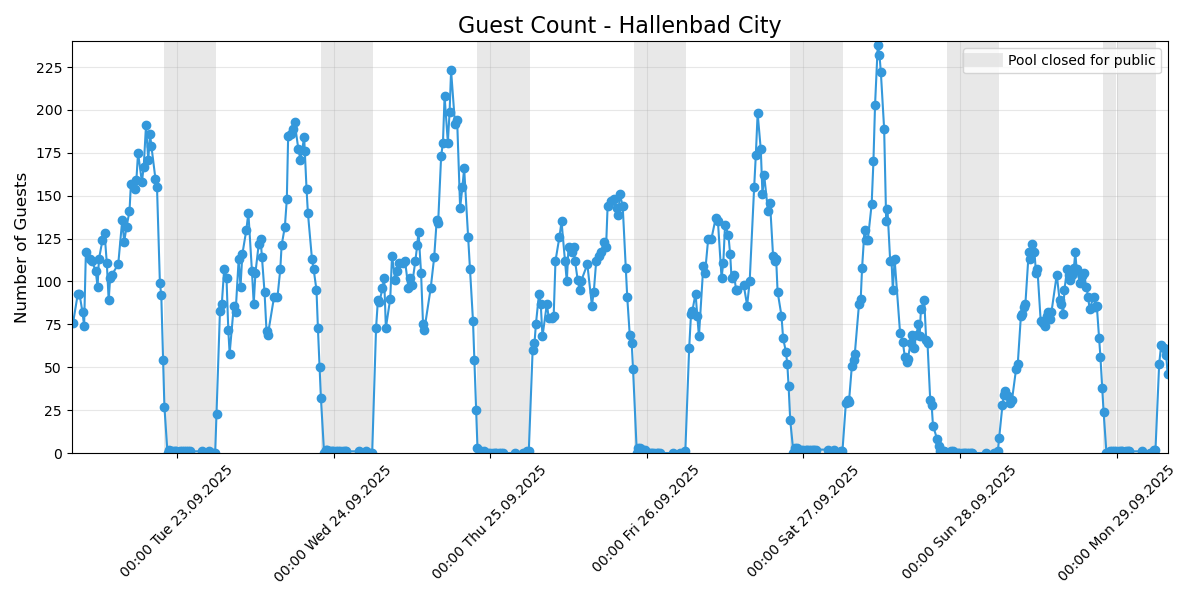 Guest Count - Hallenbad City
Pool closed for public
Number of Guests
225
200
175
150
125
100
75
50
25
0
00:00 Tue 23.09.2025
00:00 Wed 24.09.2025
00:00 Thu 25.09.2025
00:00 Fri 26.09.2025
00:00 Sat 27.09.2025
00:00 Sun 28.09.2025
00:00 Mon 29.09.2025